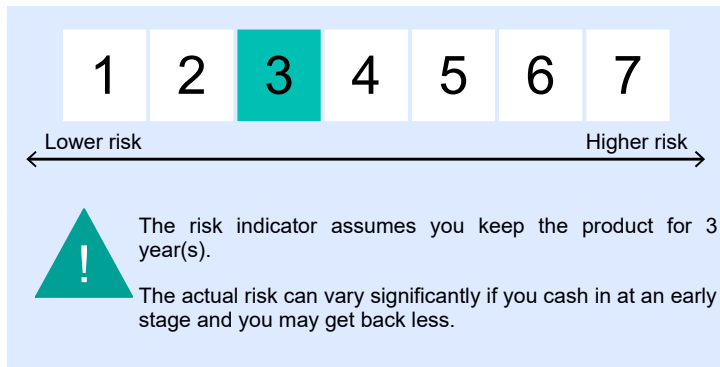 1 2 3 4 5 6 7
Lower risk Higher risk
The risk indicator assumes you keep the product for 3
year(s).
!
The actual risk can vary significantly if you cash in at an early
stage and you may get back less.